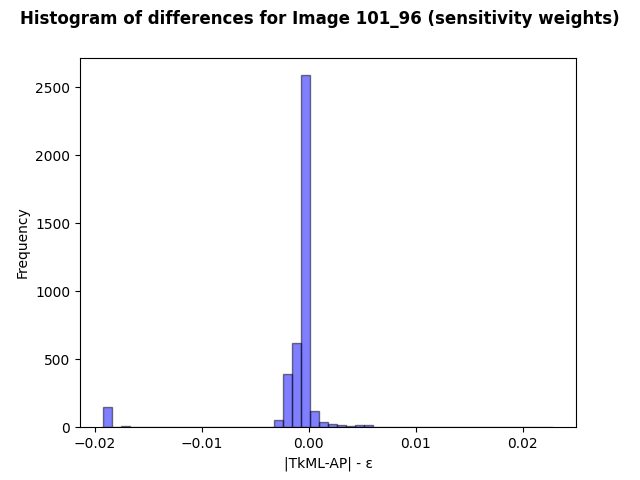 Histogram of differences for Image 101_96 (sensitivity weights)
2500
2000
1500
1000
500
0
Frequency
−0.02 −0.01 0.00 0.01 0.02
|TkML-AP| - ε